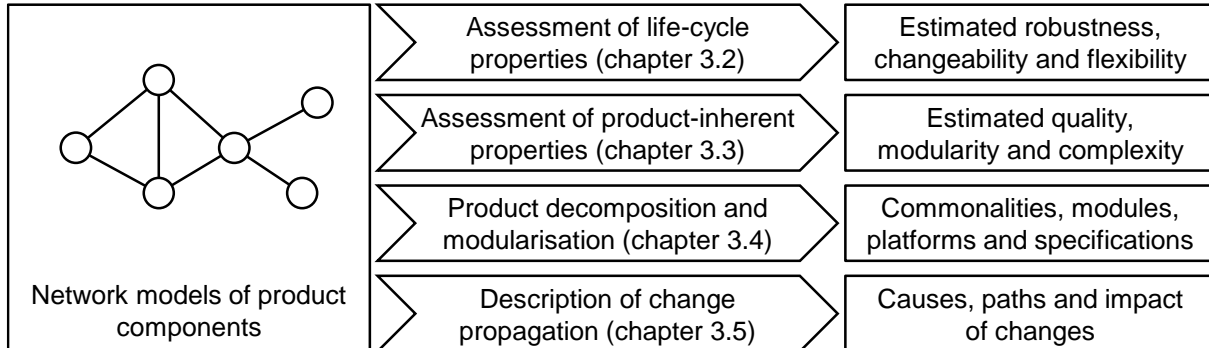 Network models of product
components
Assessment of life-cycle
properties (chapter 3.2)
Estimated robustness,
changeability and flexibility
Assessment of product-inherent
properties (chapter 3.3)
Estimated quality,
modularity and complexity
Product decomposition and
modularisation (chapter 3.4)
Commonalities, modules,
platforms and specifications
Description of change
propagation (chapter 3.5)
Causes, paths and impact
of changes